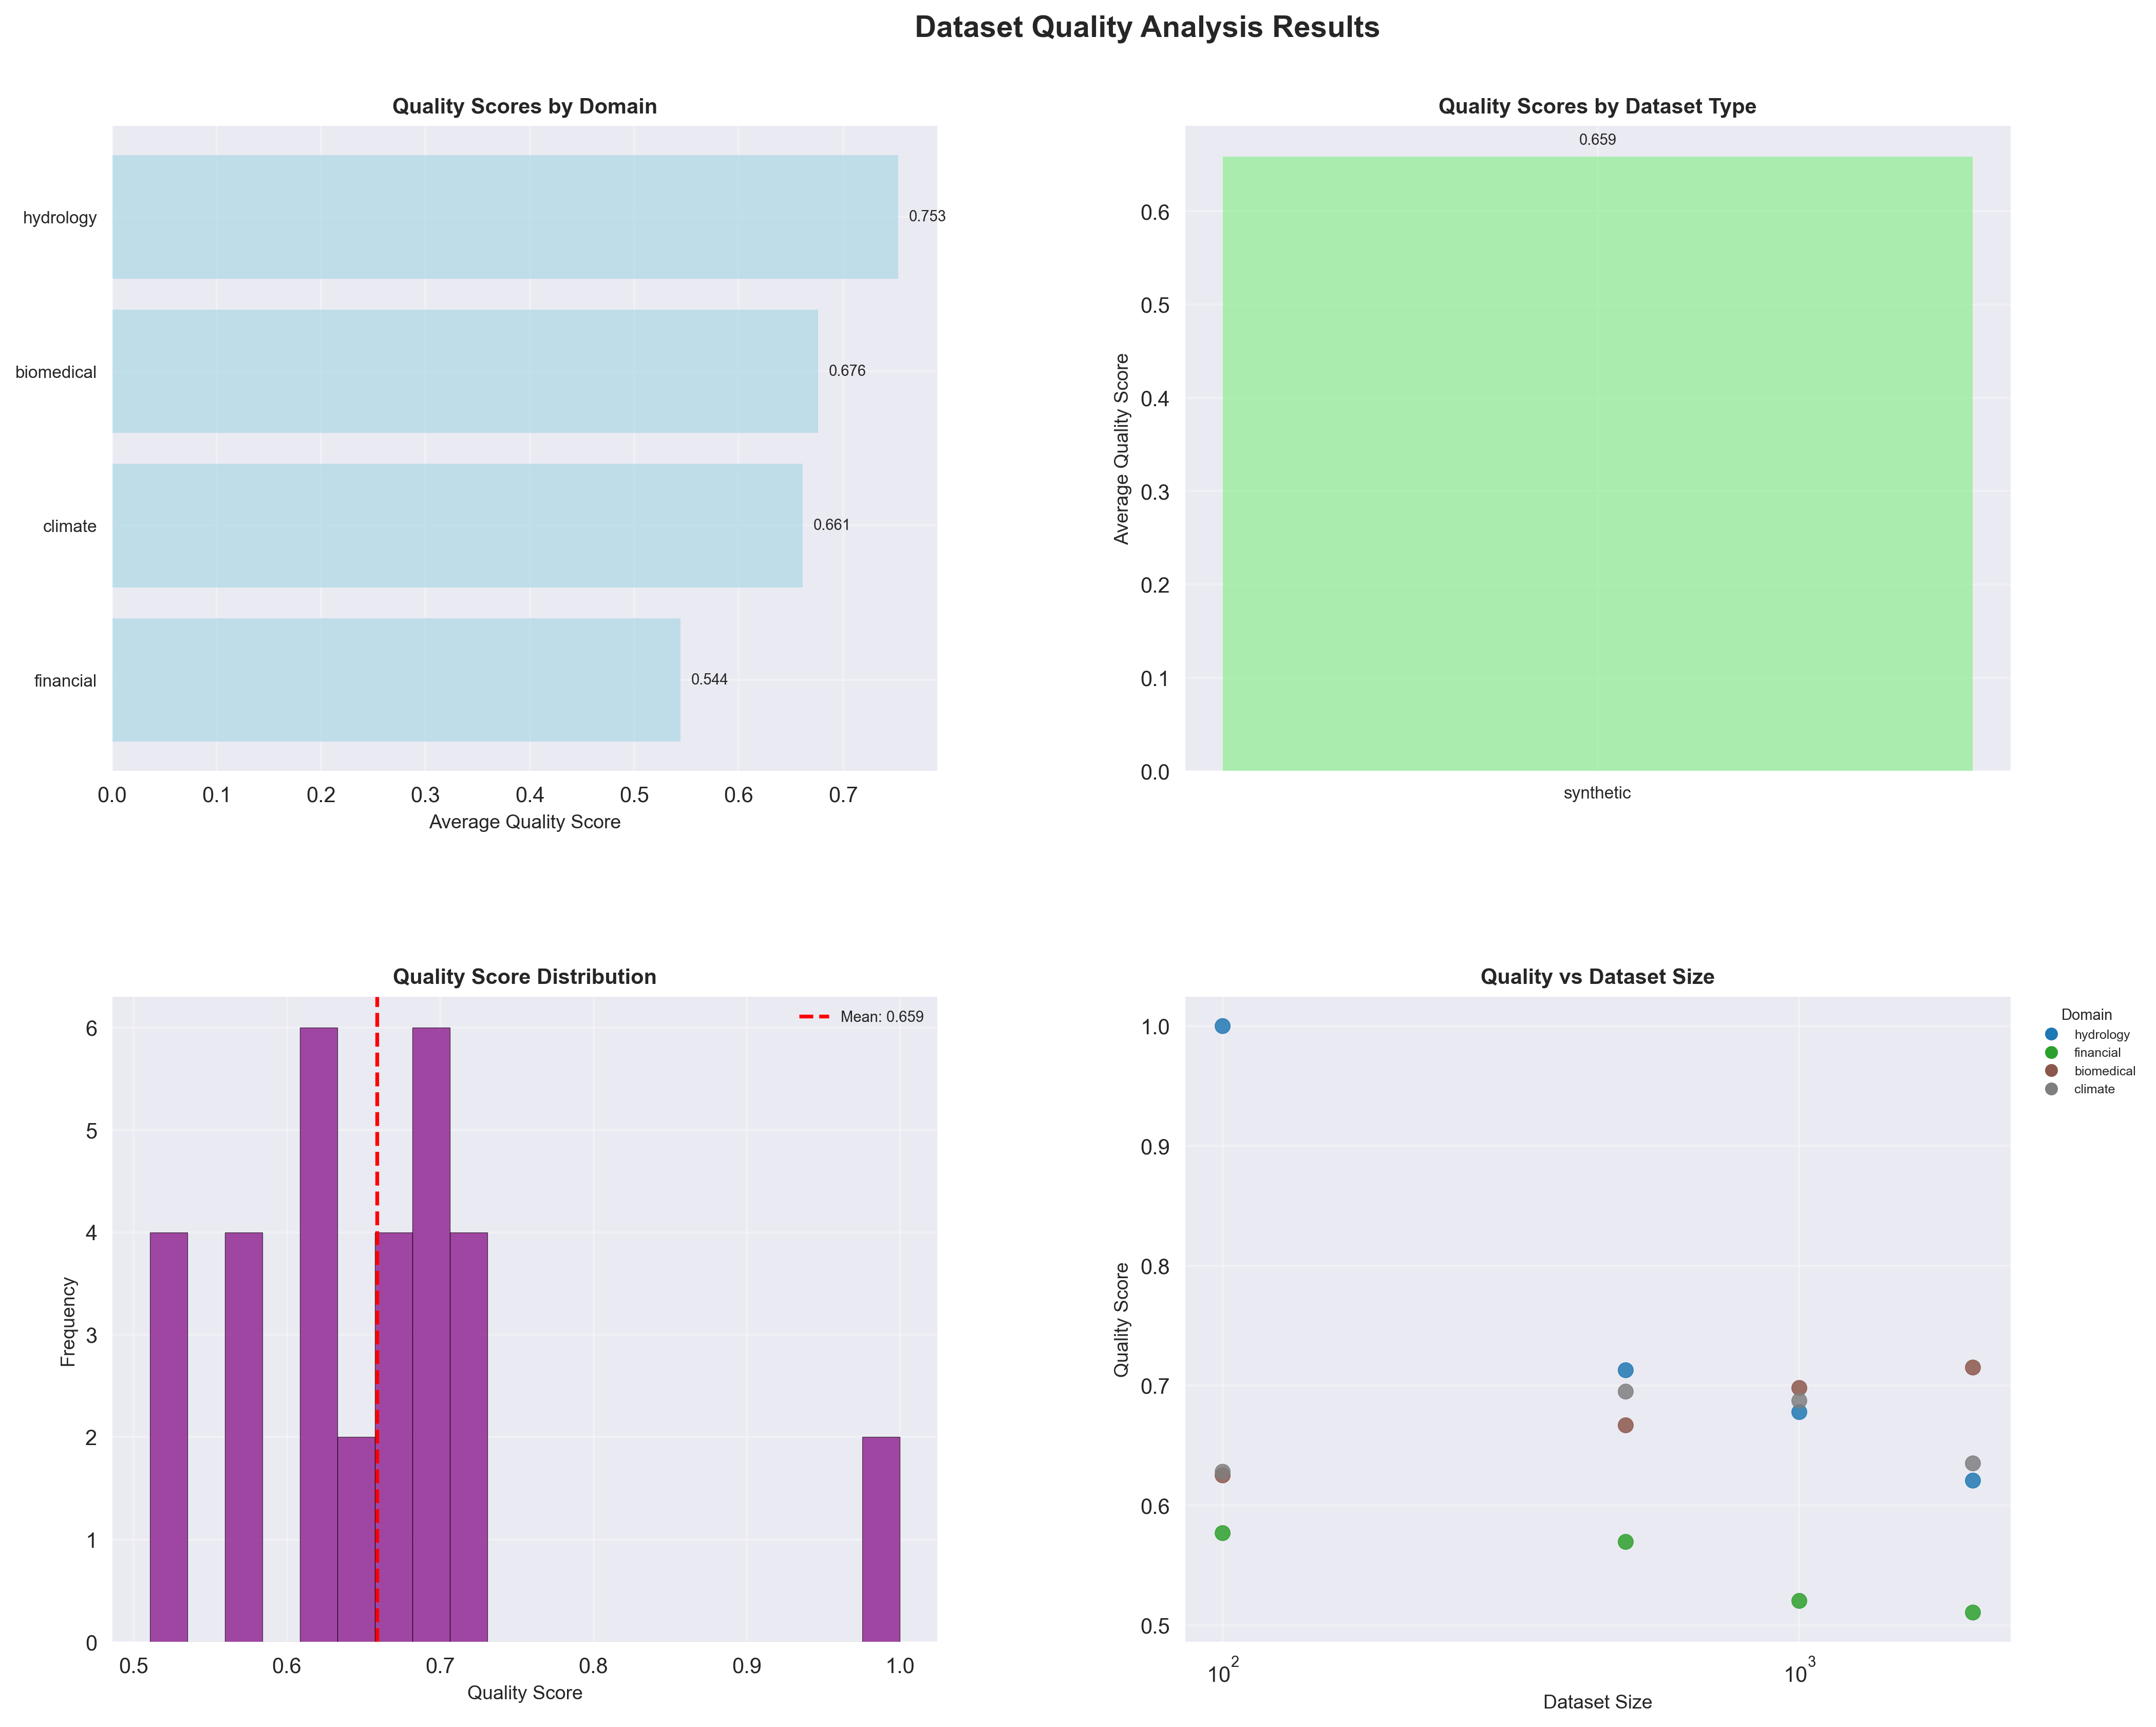 Dataset Quality Analysis Results
Quality Scores by Domain
hydrology
biomedical
climate
financial
0.753
0.676
0.661
0.544
0.0 0.1 0.2 0.3 0.4 0.5 0.6 0.7
Average Quality Score
Quality Scores by Dataset Type
0.659
Average Quality Score
0.6
0.5
0.4
0.3
0.2
0.1
0.0
synthetic
Quality Score Distribution
Mean: 0.659
Frequency
6
5
4
3
2
1
0
0.5 0.6 0.7 0.8 0.9 1.0
Quality Score
Quality vs Dataset Size
Quality Score
1.0
0.9
0.8
0.7
0.6
0.5
10² 10³
Dataset Size
Domain
hydrology
financial
biomedical
climate